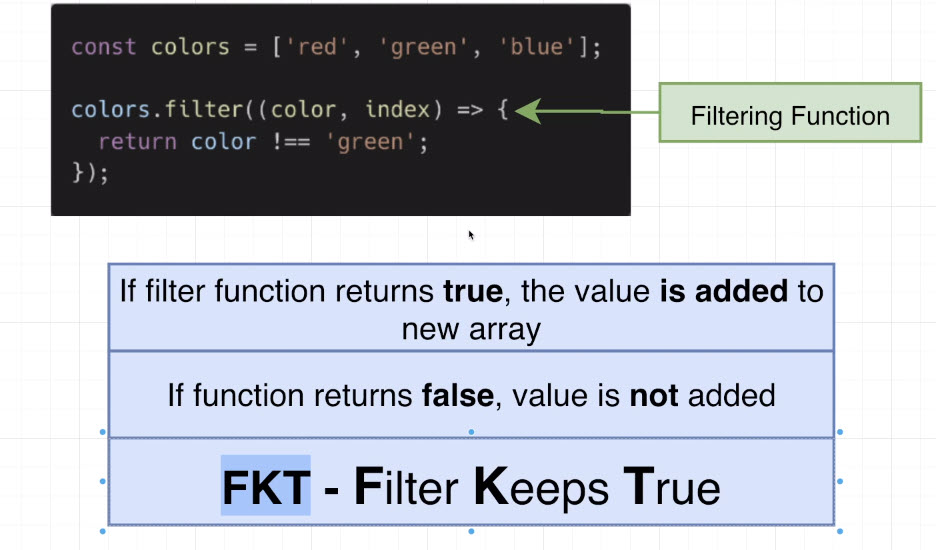 const colors = ['red', 'green', 'blue'];
colors.filter((color, index) => {
return color !== 'green';
});
Filtering Function
If filter function returns true, the value is added to
new array
If function returns false, value is not added
FKT - Filter Keeps True